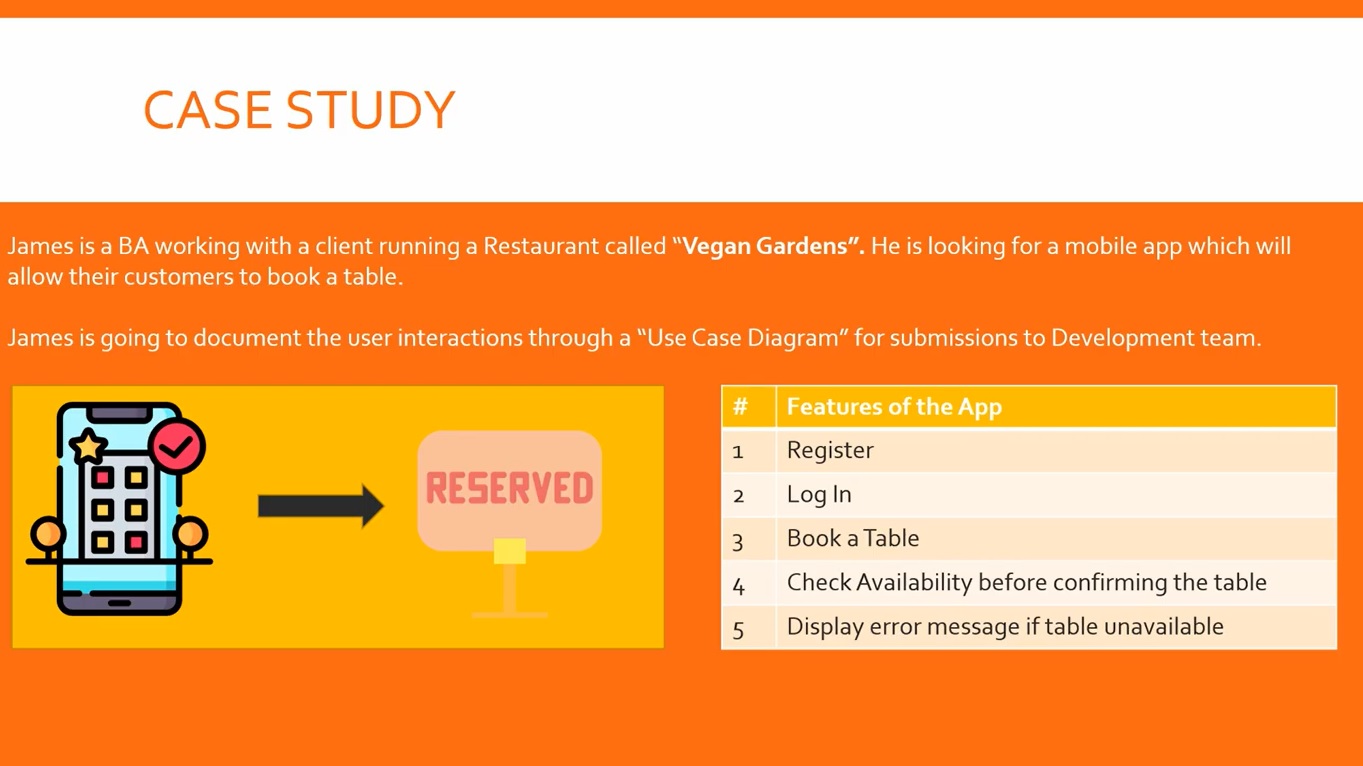 CASE STUDY
James is a BA working with a client running a Restaurant called “Vegan Gardens”. He is looking for a mobile app which will
allow their customers to book a table.
James is going to document the user interactions through a “Use Case Diagram” for submissions to Development team.
RESERVED
# Features of the App
1 Register
2 Log In
3 Book a Table
4 Check Availability before confirming the table
5 Display error message if table unavailable